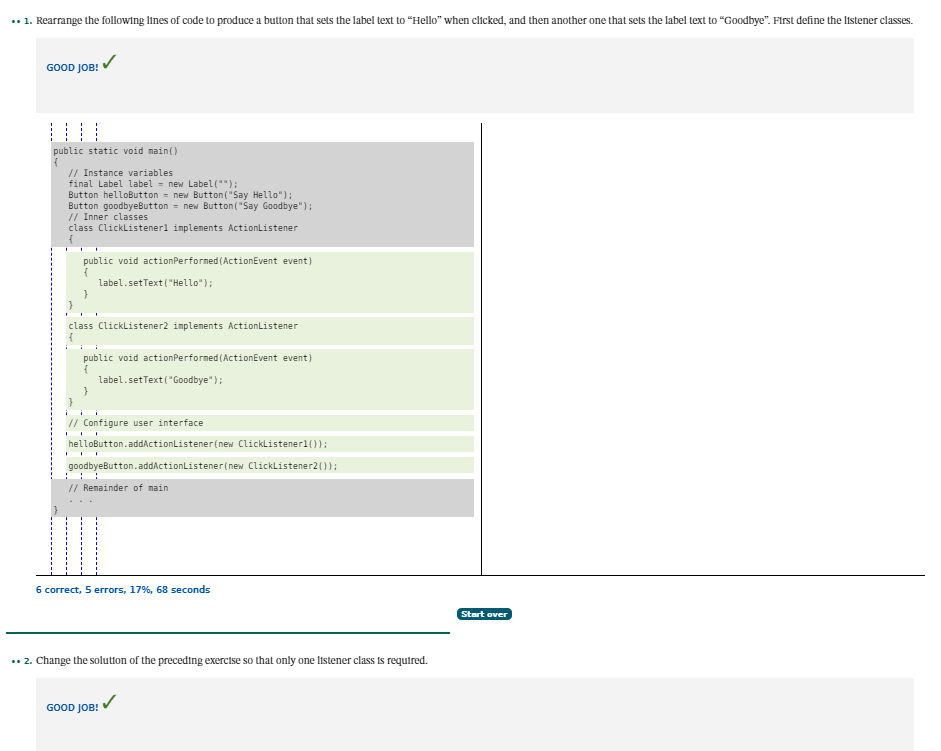 •• 1. Rearrange the following lines of code to produce a button that sets the label text to “Hello” when clicked, and then another one that sets the label text to “Goodbye”. First define the listener classes.
GOOD JOB!
public static void main()
{
// Instance variables
final Label label = new Label("");
Button helloButton = new Button("Say Hello");
Button goodbyeButton = new Button("Say Goodbye");
// Inner classes
class ClickListener1 implements ActionListener
{
public void actionPerformed(ActionEvent event)
{
label.setText("Hello");
}
}
class ClickListener2 implements ActionListener
{
public void actionPerformed(ActionEvent event)
{
label.setText("Goodbye");
}
}
// Configure user interface
helloButton.addActionListener(new ClickListener1());
goodbyeButton.addActionListener(new ClickListener2());
// Remainder of main
. . .
}
6 correct, 5 errors, 17%, 68 seconds
Start over
•• 2. Change the solution of the preceding exercise so that only one listener class is required.
GOOD JOB!